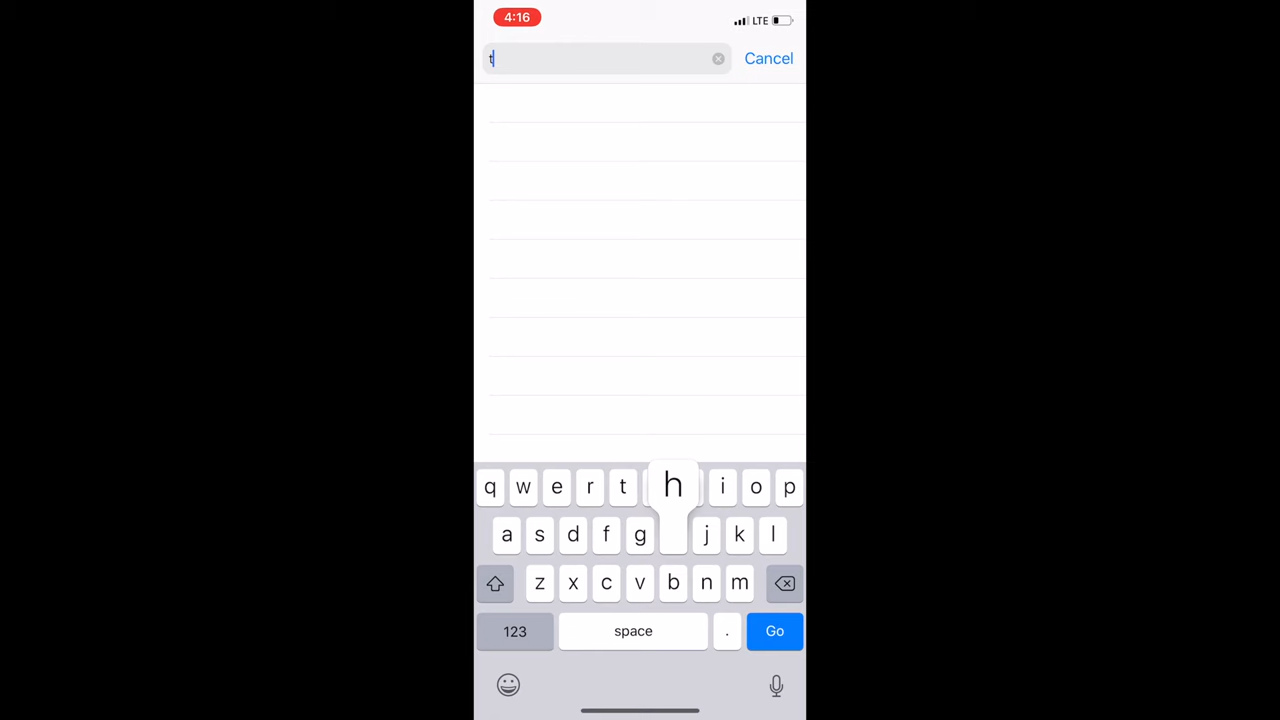 4:16
LTE
t
Cancel
q w e r t i o p
h
a s d f g j k l
z x c v b n m
123 space . Go